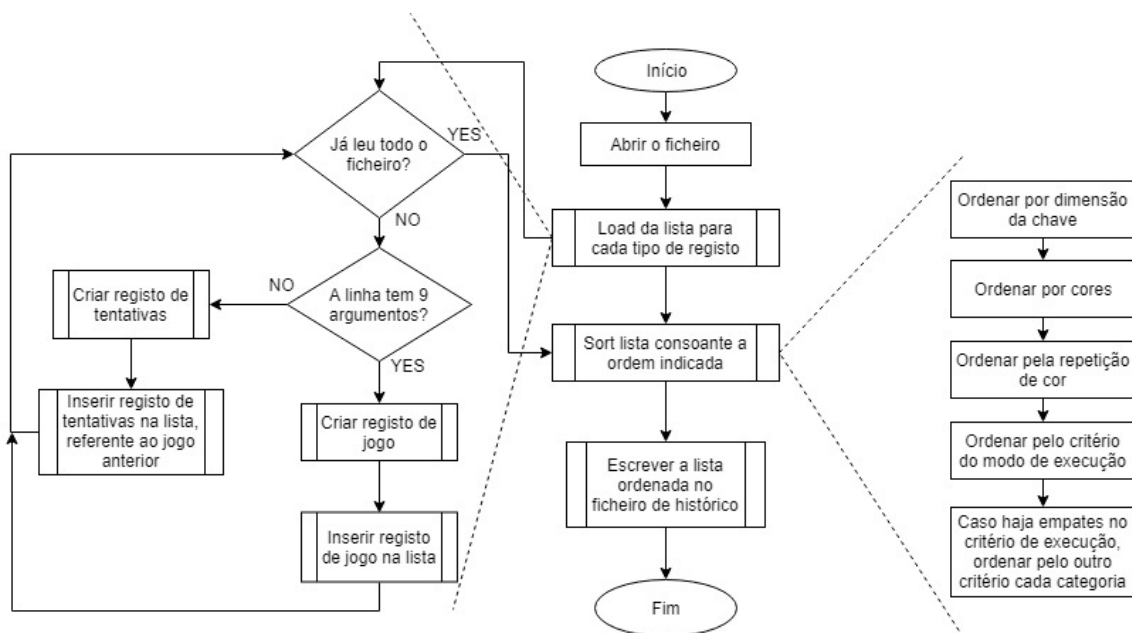 Início
Abrir o ficheiro
Load da lista para
cada tipo de registo
Sort lista consoante a
ordem indicada
Escrever a lista
ordenada no
ficheiro de histórico
Fim
Já leu todo o
ficheiro?
YES
NO
A linha tem 9
argumentos?
NO
YES
Criar registo de
tentativas
Inserir registo de
tentativas na lista,
referente ao jogo
anterior
Criar registo de
jogo
Inserir registo
de jogo na lista
Ordenar por dimensão
da chave
Ordenar por cores
Ordenar pela repetição
de cor
Ordenar pelo critério
do modo de execução
Caso haja empates no
critério de execução,
ordenar pelo outro
critério cada categoria